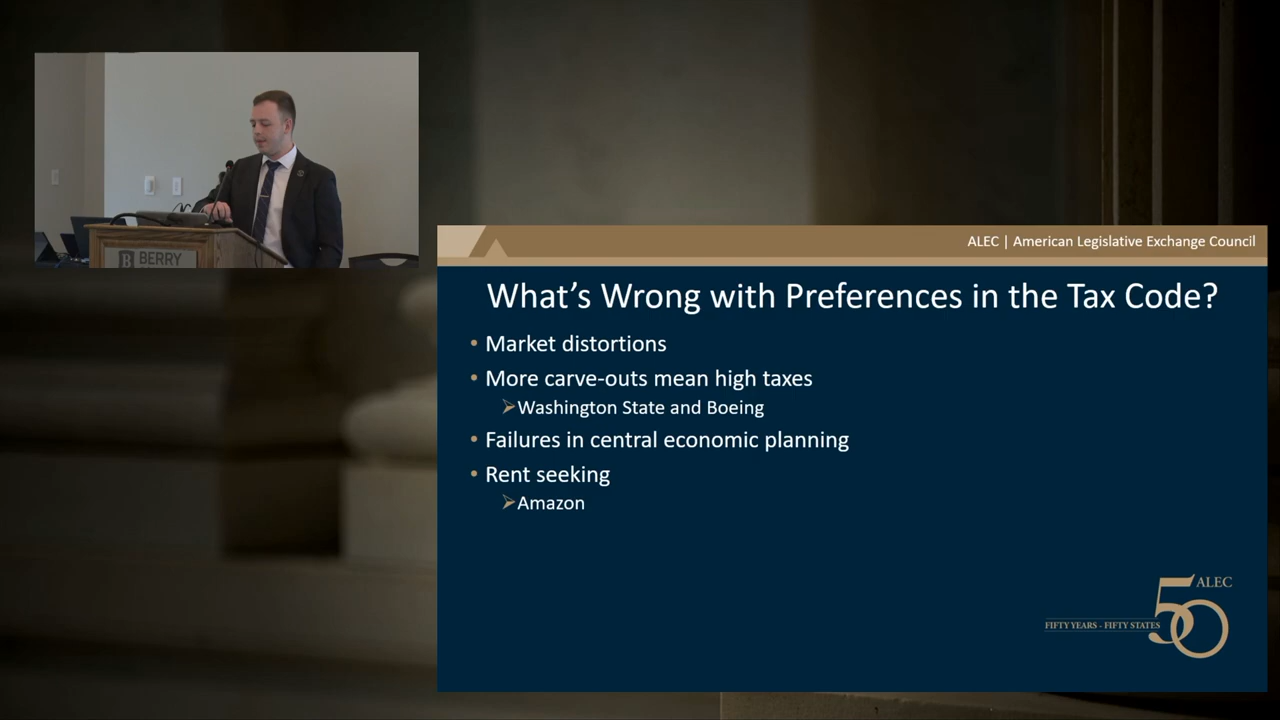 BERRY
ALEC | American Legislative Exchange Council
What's Wrong with Preferences in the Tax Code?
• Market distortions
• More carve-outs mean high taxes
➢Washington State and Boeing
• Failures in central economic planning
• Rent seeking
➢Amazon
50 ALEC
FIFTY YEARS - FIFTY STATES